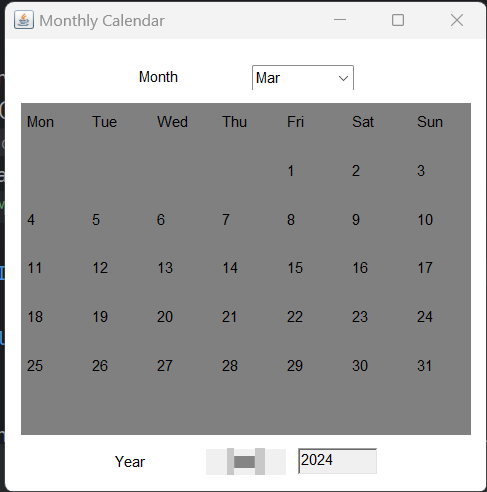 Monthly Calendar
Month Mar
Mon Tue Wed Thu Fri Sat Sun
1 2 3
4 5 6 7 8 9 10
11 12 13 14 15 16 17
18 19 20 21 22 23 24
25 26 27 28 29 30 31
Year 2024